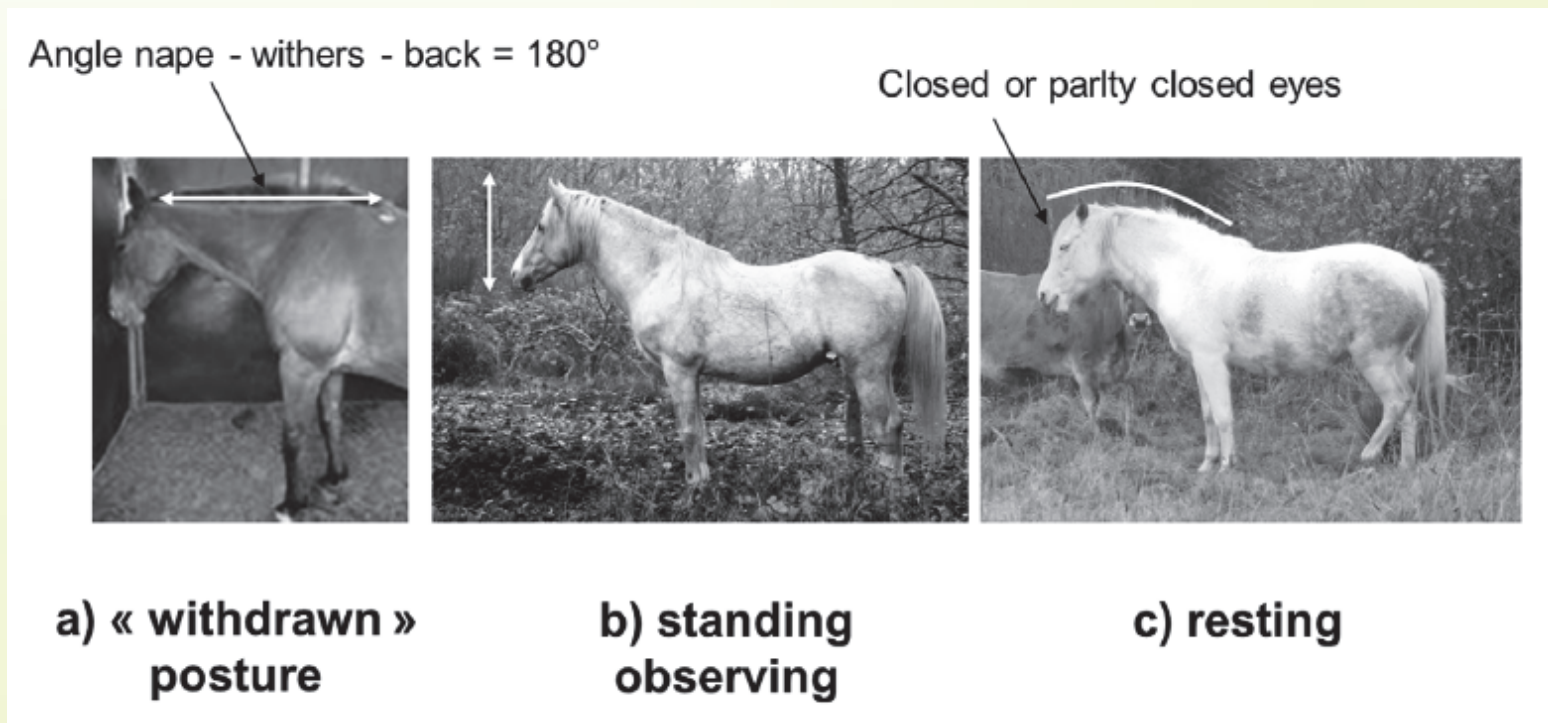 Angle nape - withers - back = 180°
Closed or parlty closed eyes
a) « withdrawn »
posture
b) standing
observing
c) resting